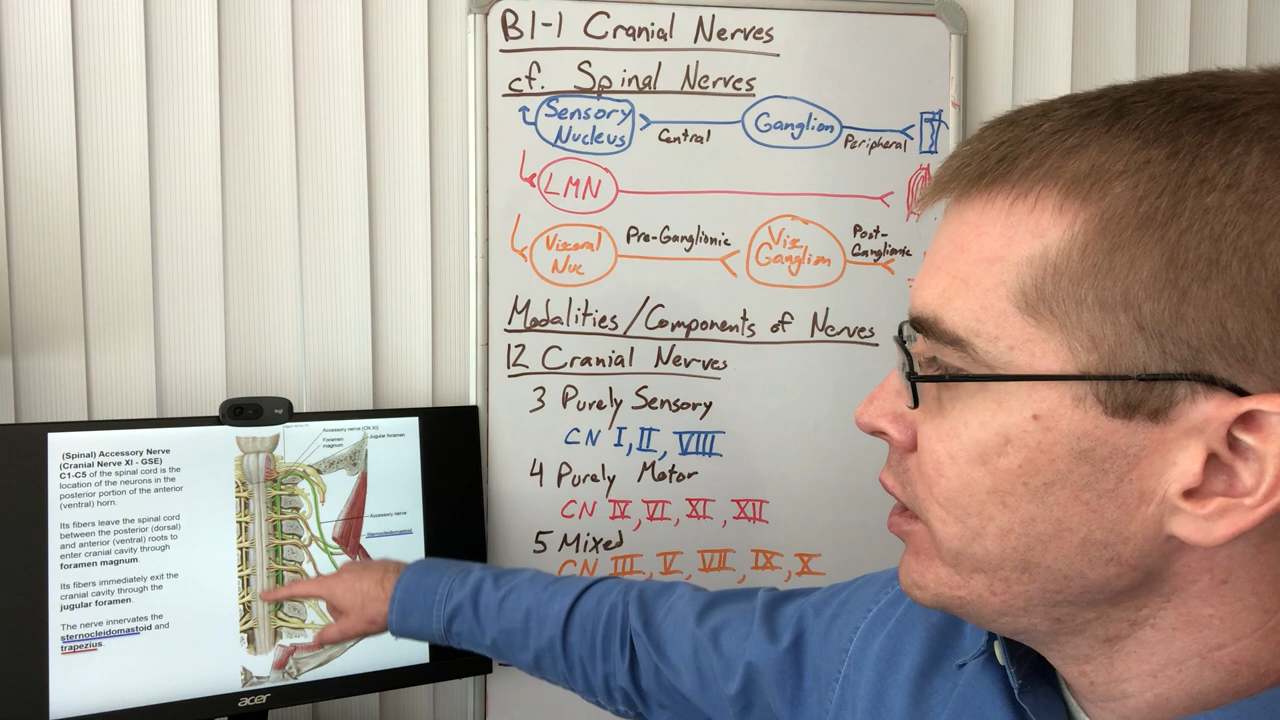 B1-1 Cranial Nerves
cf. Spinal Nerves
Sensory
Nucleus
Central
Ganglion
Peripheral
LMN
Visceral
Nuc
Pre-Ganglionic
Visc
Ganglion
Post-
Ganglionic
Modalities/Components of Nerves
12 Cranial Nerves
3 Purely Sensory
CN I, II, VIII
4 Purely Motor
CN IV, VI, XI, XII
5 Mixed
CN III, V, VII, IX, X
logi
(Spinal) Accessory Nerve
(Cranial Nerve XI - GSE)
C1-C5 of the spinal cord is the
location of the neurons in the
posterior portion of the anterior
(ventral) horn.
Its fibers leave the spinal cord
between the posterior (dorsal)
and anterior (ventral) roots to
enter cranial cavity through
foramen magnum.
Its fibers immediately exit the
cranial cavity through the
jugular foramen.
The nerve innervates the
sternocleidomastoid and
trapezius.
Accessory nerve (CN XI)
Foramen
magnum
Jugular foramen
Accessory nerve
Sternocleidomastoid
acer